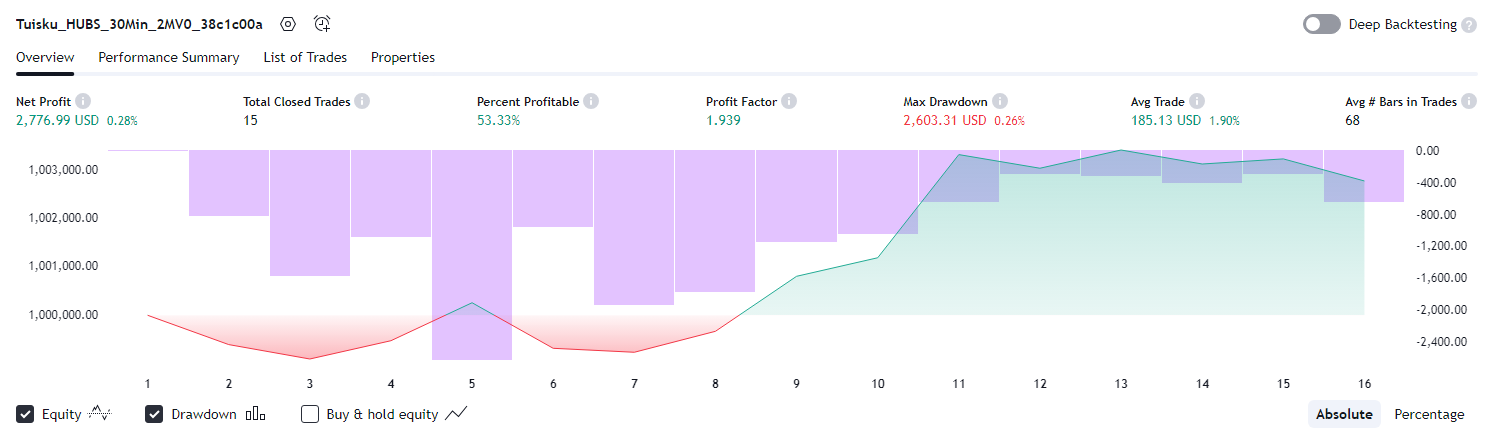 Tuisku_HUBS_30Min_2MV0_38c1c00a Deep Backtesting ?
Overview Performance Summary List of Trades Properties
Net Profit Total Closed Trades Percent Profitable Profit Factor Max Drawdown Avg Trade Avg # Bars in Trades
2,776.99 USD 0.28% 15 53.33% 1.939 2,603.31 USD 0.26% 185.13 USD 1.90% 68
0.00
1,003,000.00
-400.00
1,002,000.00 -800.00
-1,200.00
1,001,000.00
-1,600.00
1,000,000.00 -2,000.00
-2,400.00
1 2 3 4 5 6 7 8 9 10 11 12 13 14 15 16
Equity Drawdown Buy & hold equity Absolute Percentage